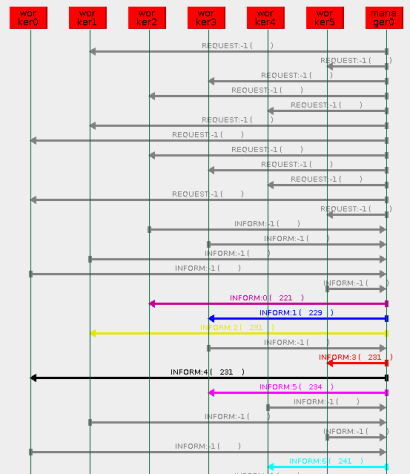 wor ker0
wor ker1
wor ker2
wor ker3
wor ker4
wor ker5
mana ger0
REQUEST:-1 ( )
REQUEST:-1 ( )
REQUEST:-1 ( )
REQUEST:-1 ( )
REQUEST:-1 ( )
REQUEST:-1 ( )
REQUEST:-1 ( )
REQUEST:-1 ( )
REQUEST:-1 ( )
REQUEST:-1 ( )
REQUEST:-1 ( )
REQUEST:-1 ( )
INFORM:-1 ( )
INFORM:-1 ( )
INFORM:-1 ( )
INFORM:-1 ( )
INFORM:-1 ( )
INFORM:0 ( 221 )
INFORM:1 ( 229 )
INFORM:2 ( 231 )
INFORM:-1 ( )
INFORM:3 ( 231 )
INFORM:4 ( 231 )
INFORM:5 ( 234 )
INFORM:-1 ( )
INFORM:-1 ( )
INFORM:-1 ( )
INFORM:-1 ( )
INFORM:6 ( 241 )